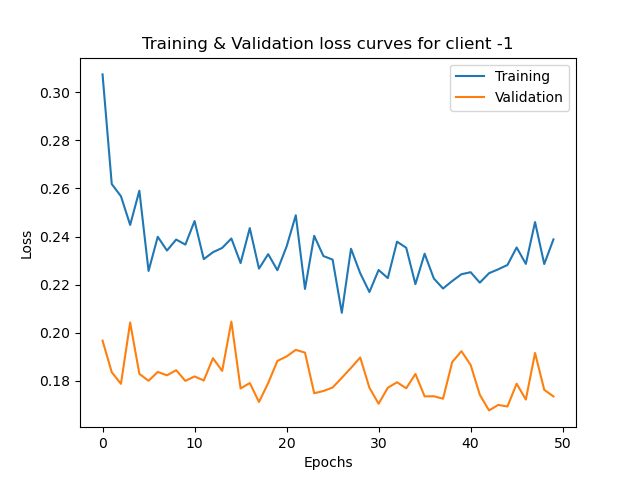 Training & Validation loss curves for client -1
Training
Validation
Loss
0.30
0.28
0.26
0.24
0.22
0.20
0.18
0
10
20
30
40
50
Epochs